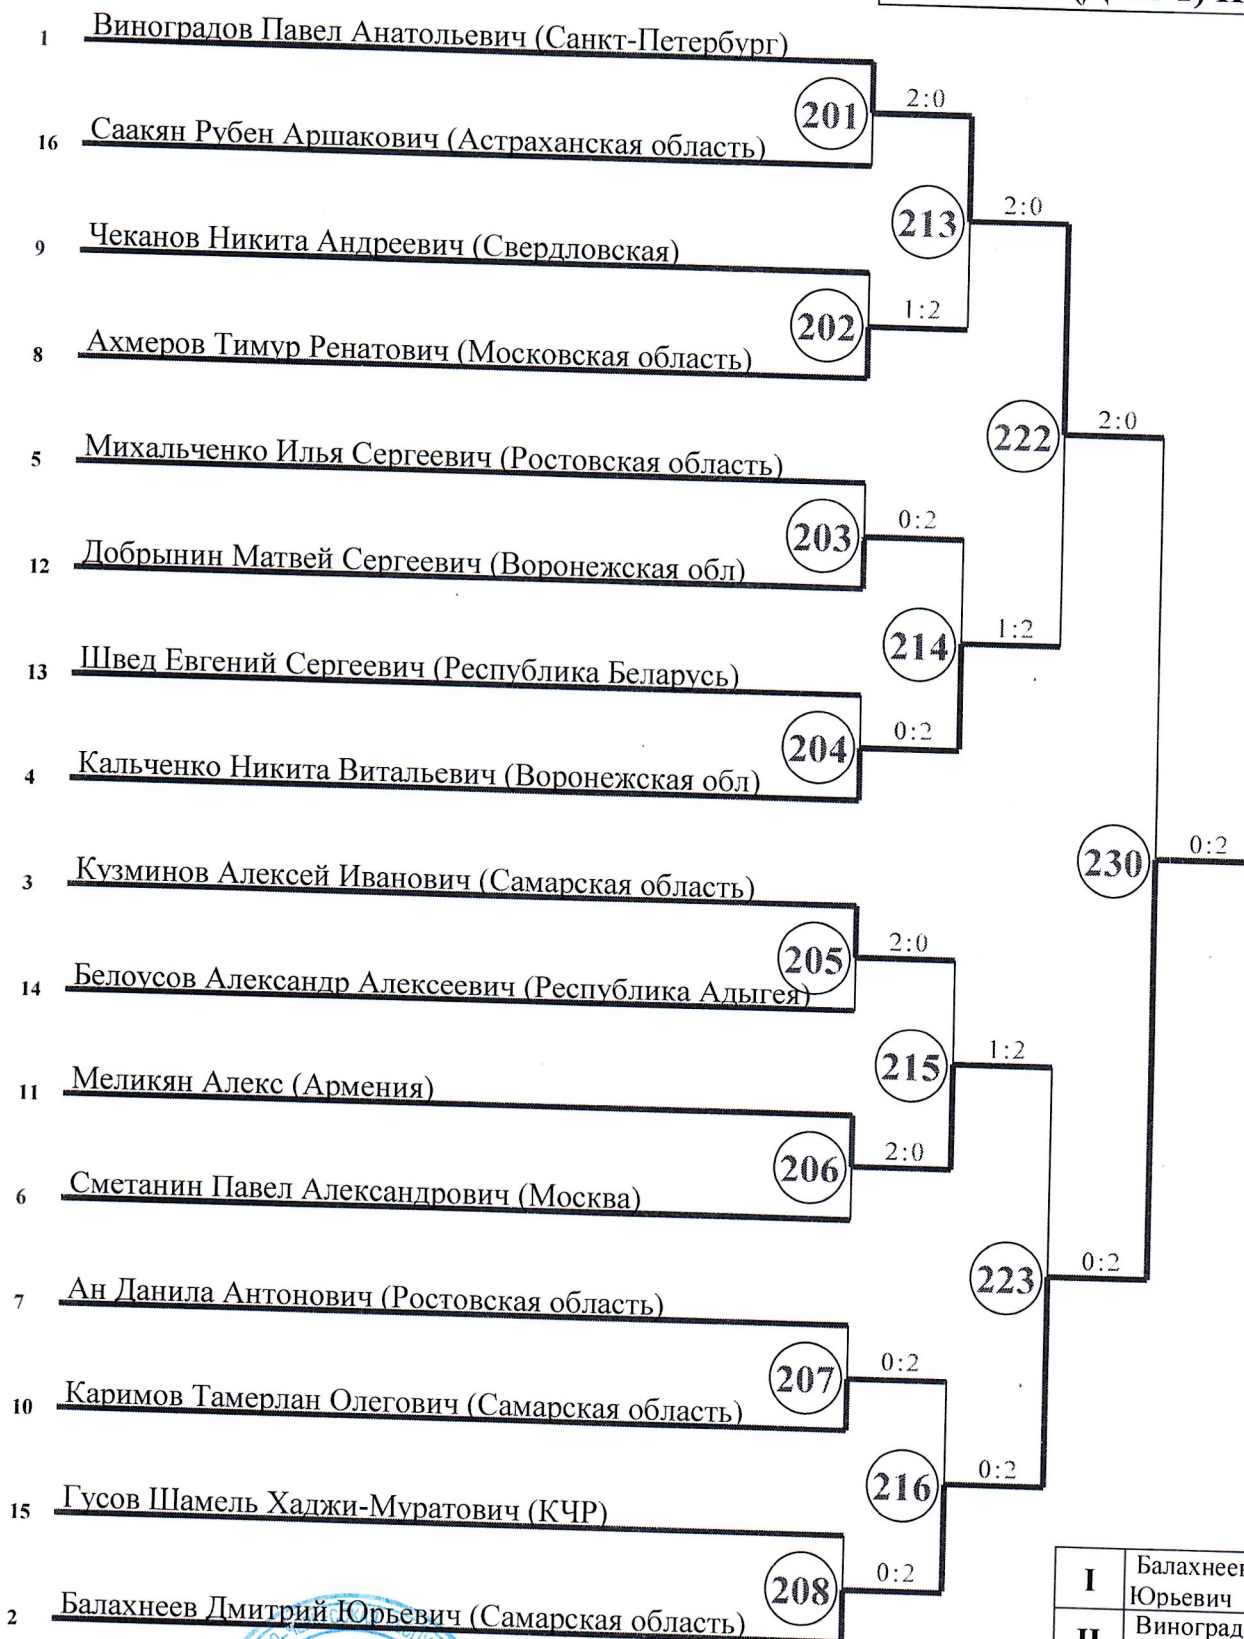 1 Виноградов Павел Анатольевич (Санкт-Петербург)
201 2:0
16 Саакян Рубен Аршакович (Астраханская область)
213 2:0
9 Чеканов Никита Андреевич (Свердловская)
202 1:2
8 Ахмеров Тимур Ренатович (Московская область)
222 2:0
5 Михальченко Илья Сергеевич (Ростовская область)
203 0:2
12 Добрынин Матвей Сергеевич (Воронежская обл)
214 1:2
13 Швед Евгений Сергеевич (Республика Беларусь)
204 0:2
4 Кальченко Никита Витальевич (Воронежская обл)
230 0:2
3 Кузминов Алексей Иванович (Самарская область)
205 2:0
14 Белоусов Александр Алексеевич (Республика Адыгея)
215 1:2
11 Меликян Алекс (Армения)
206 2:0
6 Сметанин Павел Александрович (Москва)
223 0:2
7 Ан Данила Антонович (Ростовская область)
207 0:2
10 Каримов Тамерлан Олегович (Самарская область)
216 0:2
15 Гусов Шамель Хаджи-Муратович (КЧР)
208 0:2
2 Балахнеев Дмитрий Юрьевич (Самарская область)
I Балахнеев
Юрьевич
II Виноград